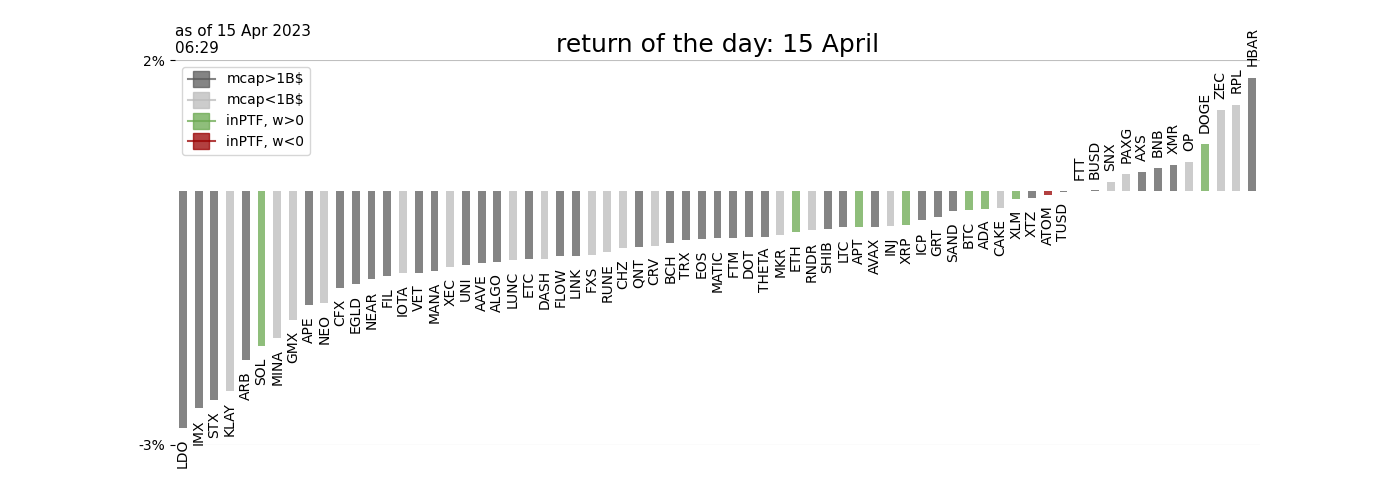 as of 15 Apr 2023
06:29
return of the day: 15 April
2%
mcap>1B$
mcap<1B$
inPTF, w>0
inPTF, w<0
-3%
LDO
IMX
STX
KLAY
ARB
SOL
MINA
GMX
APE
NEO
CFX
EGLD
NEAR
FIL
IOTA
VET
MANA
XEC
UNI
AAVE
ALGO
LUNC
ETC
DASH
FLOW
LINK
FXS
RUNE
CHZ
QNT
CRV
BCH
TRX
EOS
MATIC
FTM
DOT
THETA
MKR
ETH
RNDR
SHIB
LTC
APT
AVAX
INJ
XRP
ICP
GRT
SAND
BTC
ADA
CAKE
XLM
XTZ
ATOM
TUSD
FTT
BUSD
SNX
PAXG
AXS
BNB
XMR
OP
DOGE
ZEC
RPL
HBAR